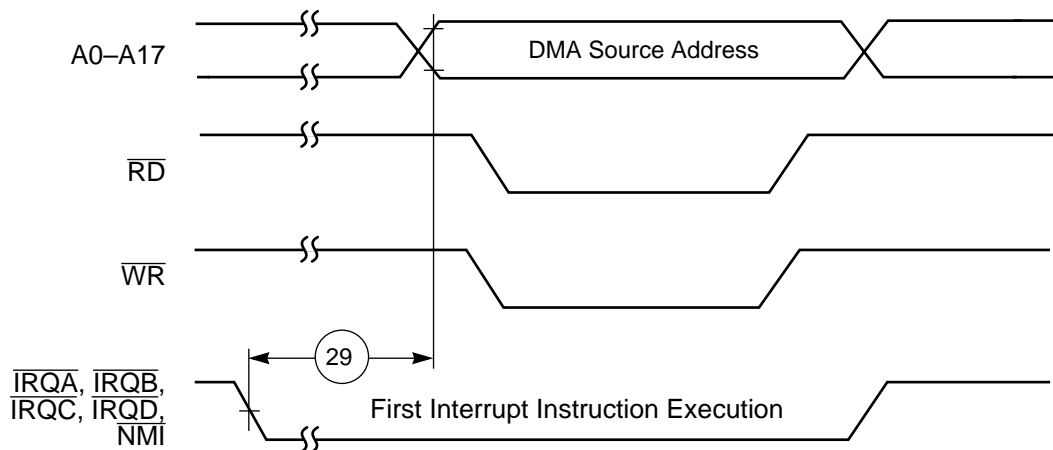 A0–A17
DMA Source Address
RD
WR
29
IRQA, IRQB,
IRQC, IRQD,
NMI
First Interrupt Instruction Execution